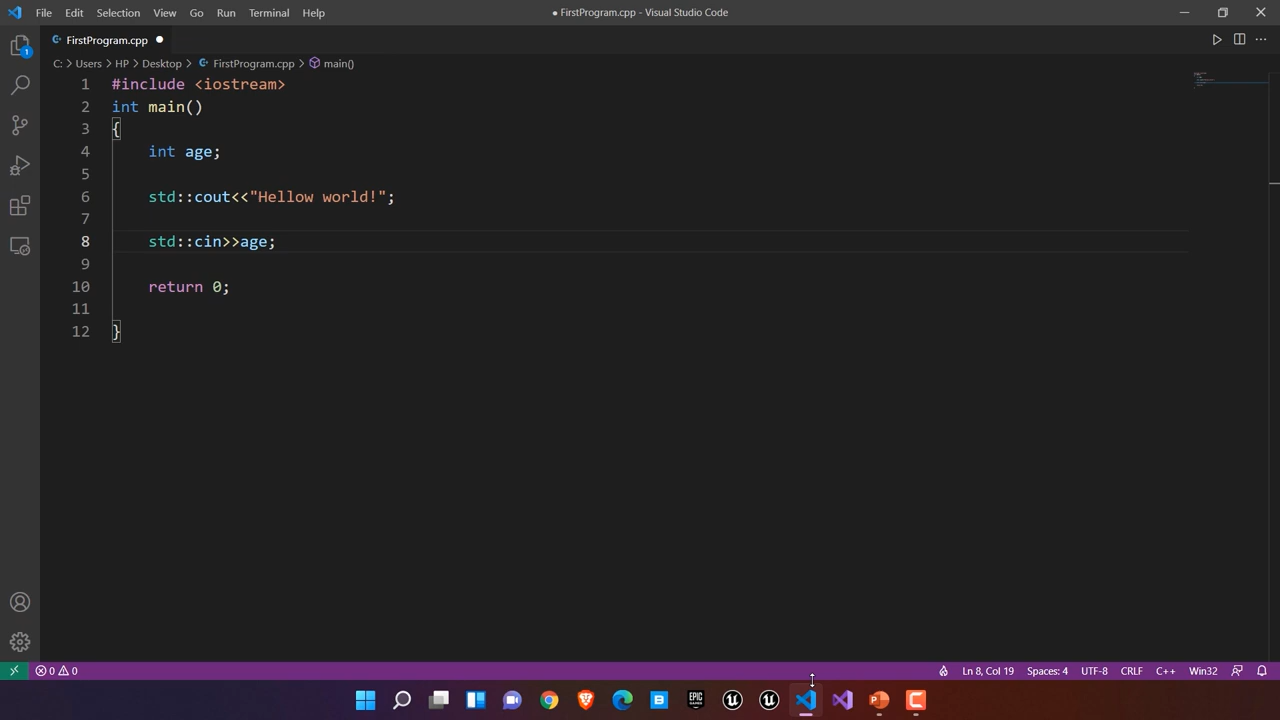 File Edit Selection View Go Run Terminal Help
● FirstProgram.cpp - Visual Studio Code
FirstProgram.cpp ●
C: > Users > HP > Desktop > FirstProgram.cpp > main()
1 #include <iostream>
2 int main()
3 {
4 int age;
5
6 std::cout<<"Hellow world!";
7
8 std::cin>>age;
9
10 return 0;
11
12 }
1
0 0
Ln 8, Col 19 Spaces: 4 UTF-8 CRLF C++ Win32
B
EPIC GAMES